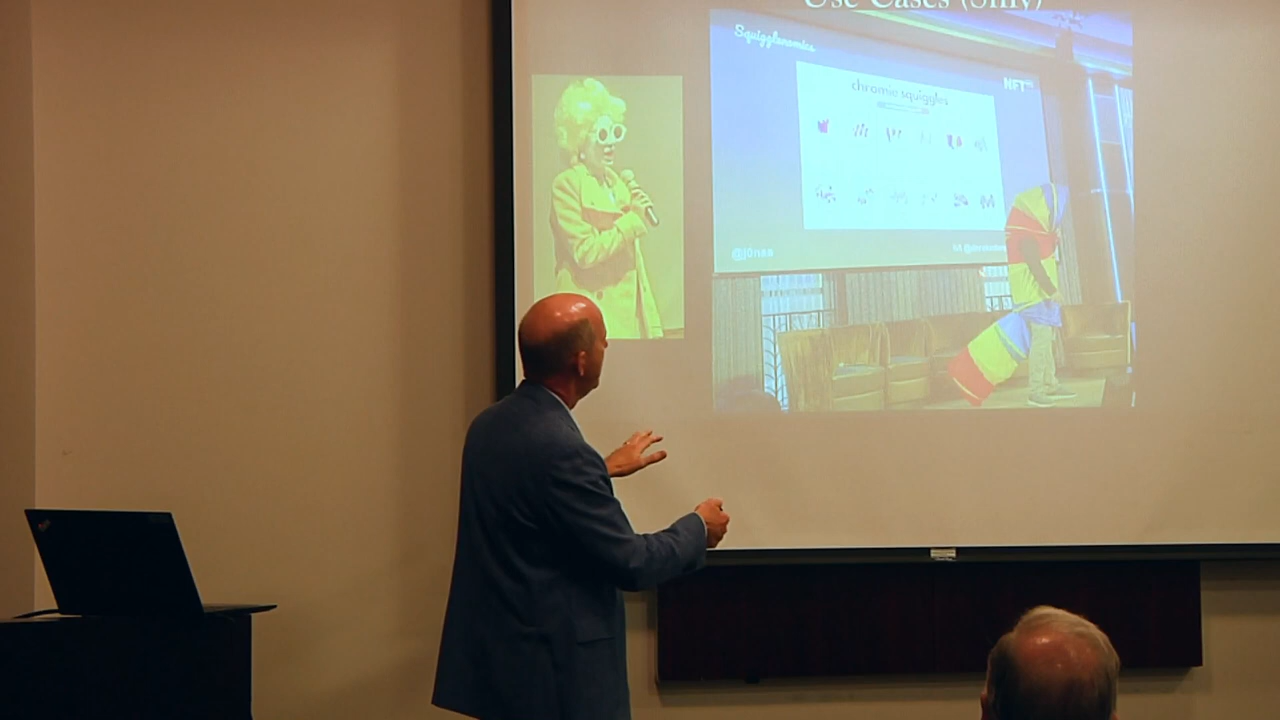 Use Cases (Silly)
Squigglenomics
NFT
chromie squiggles
@j0nas